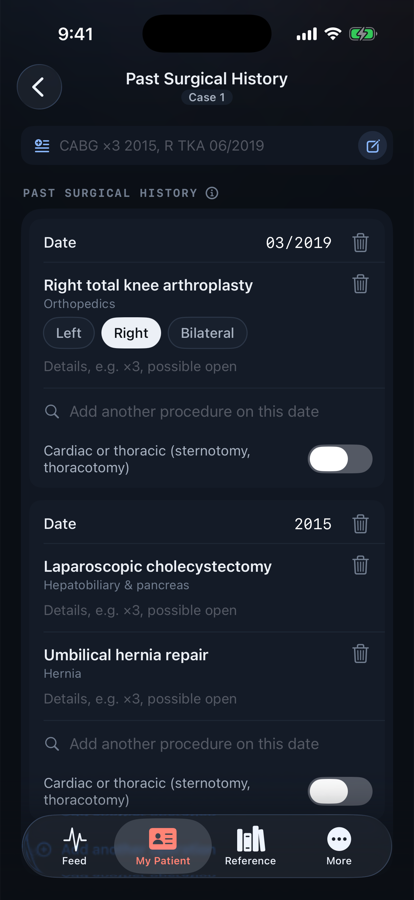 9:41
Past Surgical History
Case 1
CABG ×3 2015, R TKA 06/2019
PAST SURGICAL HISTORY
Date 03/2019
Right total knee arthroplasty
Orthopedics
Left Right Bilateral
Details, e.g. ×3, possible open
Add another procedure on this date
Cardiac or thoracic (sternotomy,
thoracotomy)
Date 2015
Laparoscopic cholecystectomy
Hepatobiliary & pancreas
Details, e.g. ×3, possible open
Umbilical hernia repair
Hernia
Details, e.g. ×3, possible open
Add another procedure on this date
Cardiac or thoracic (sternotomy,
thoracotomy)
Add another
Feed My Patient Reference More